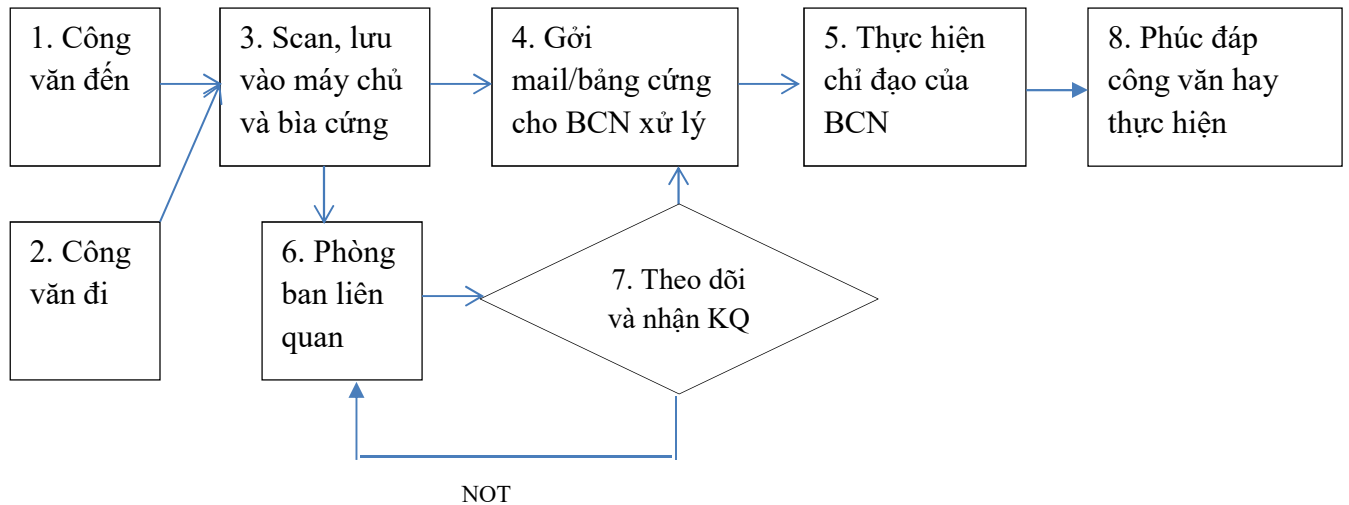 1. Công
văn đến
3. Scan, lưu
vào máy chủ
và bìa cứng
4. Gởi
mail/bảng cứng
cho BCN xử lý
5. Thực hiện
chỉ đạo của
BCN
8. Phúc đáp
công văn hay
thực hiện
2. Công
văn đi
6. Phòng
ban liên
quan
7. Theo dõi
và nhận KQ
NOT